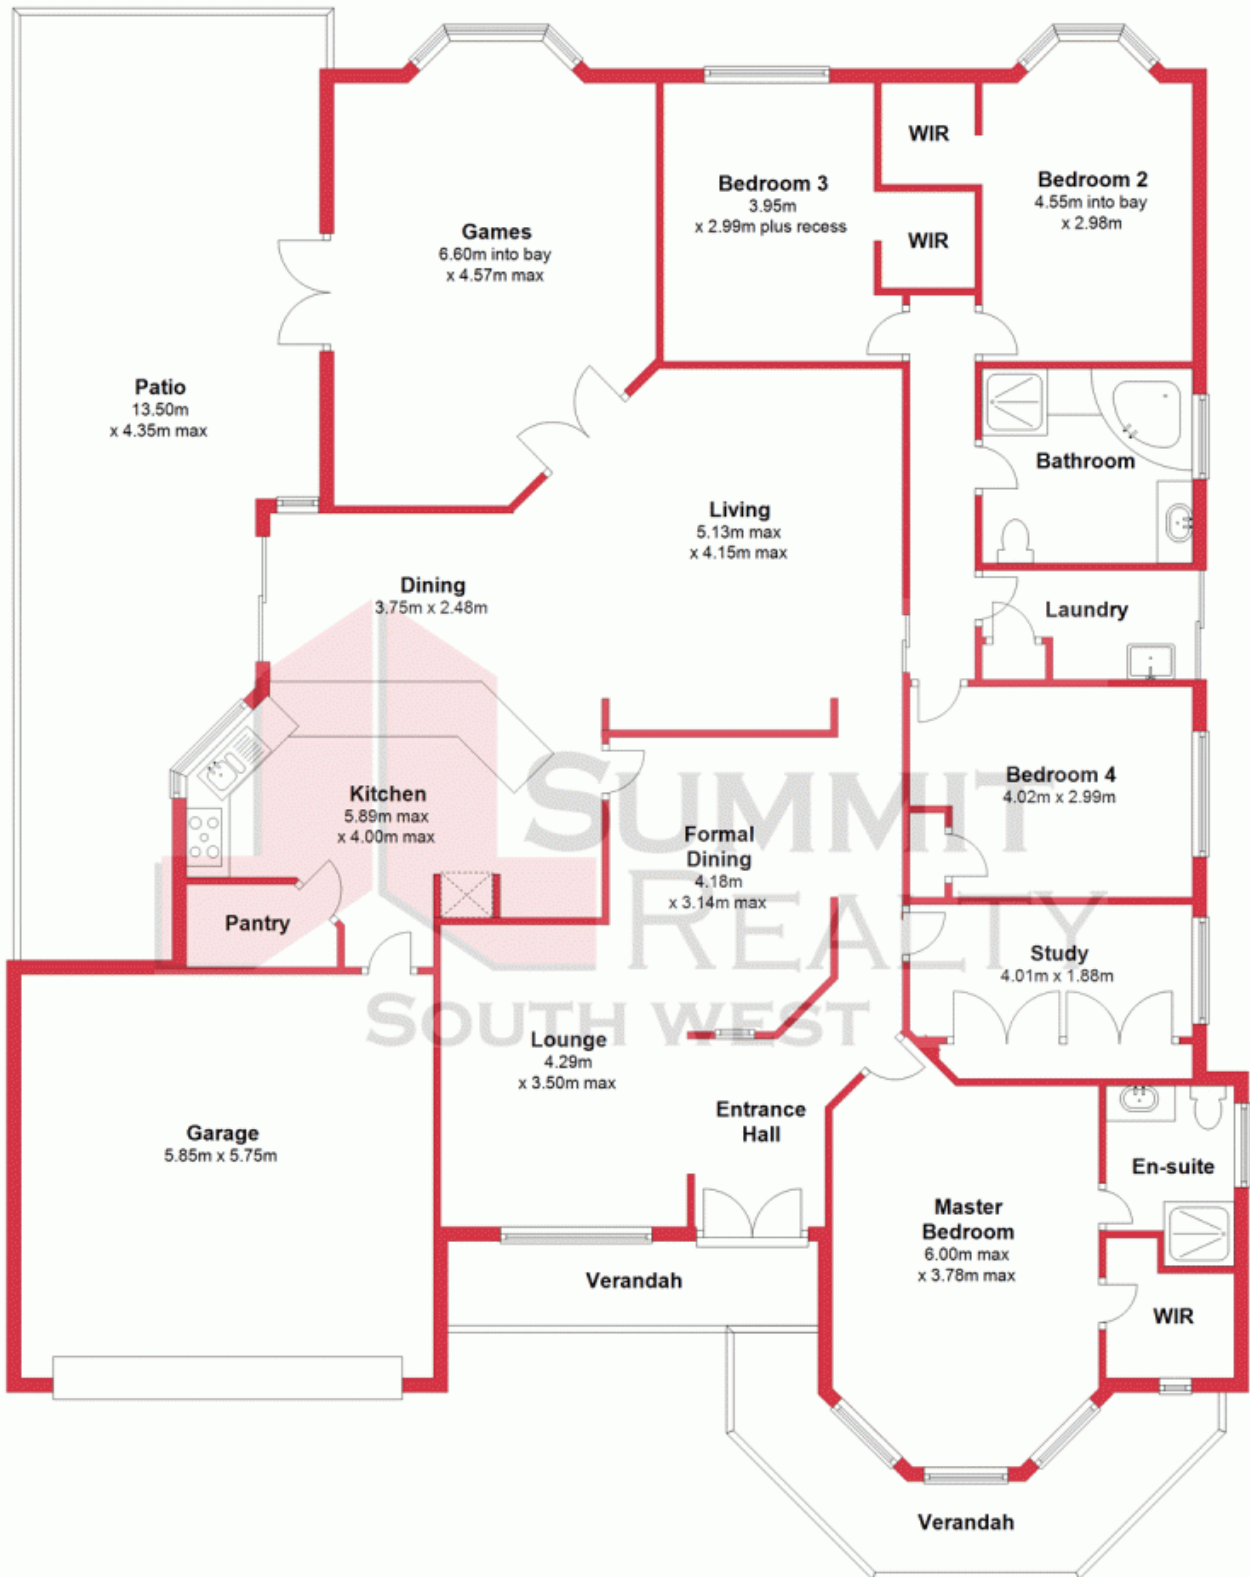 WIR
Bedroom 3
3.95m
x 2.99m plus recess
Bedroom 2
4.55m into bay
x 2.98m
WIR
Games
6.60m into bay
x 4.57m max
Patio
13.50m
x 4.35m max
Bathroom
Living
5.13m max
x 4.15m max
Dining
3.75m x 2.48m
Laundry
Kitchen
5.89m max
x 4.00m max
Bedroom 4
4.02m x 2.99m
Formal
Dining
4.18m
x 3.14m max
SUMMIT
REALTY
SOUTH WEST
Pantry
Study
4.01m x 1.88m
Lounge
4.29m
x 3.50m max
Entrance
Hall
Garage
5.85m x 5.75m
En-suite
Master
Bedroom
6.00m max
x 3.78m max
Verandah
WIR
Verandah